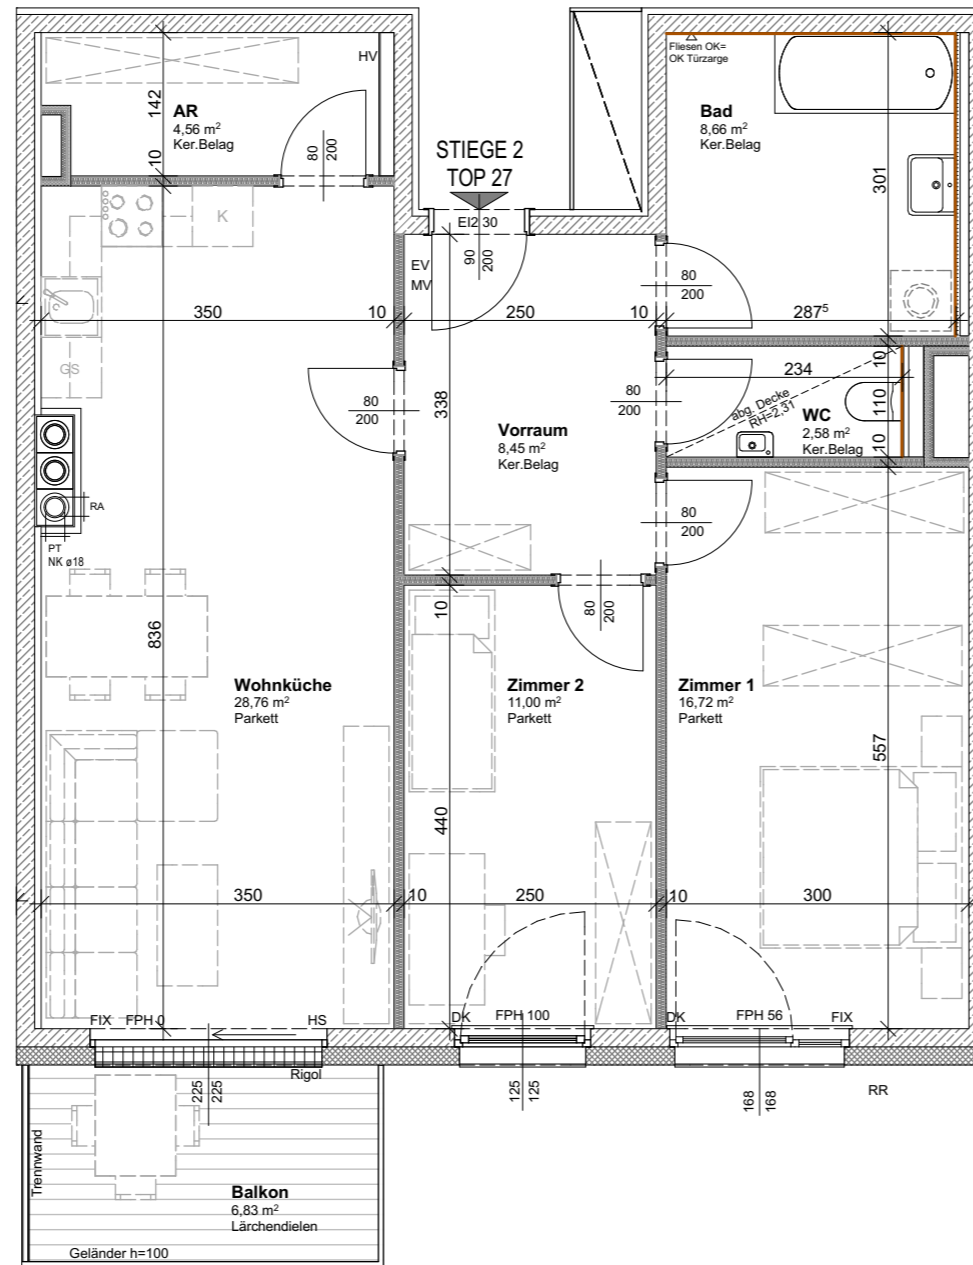 HV
Fliesen OK=
OK Türzarge
AR
4,56 m²
Ker.Belag
142
10
80
200
STIEGE 2
TOP 27
EI2 30
90
200
EV
MV
Bad
8,66 m²
Ker.Belag
301
K
GS
80
200
350
10
250
10
287⁵
80
200
338
Vorraum
8,45 m²
Ker.Belag
80
200
234
abg. Decke
RH=2,31
WC
2,58 m²
Ker.Belag
10
110
10
RA
PT
NK ø18
80
200
80
200
10
836
Wohnküche
28,76 m²
Parkett
Zimmer 2
11,00 m²
Parkett
Zimmer 1
16,72 m²
Parkett
557
440
350
10
250
10
300
FIX
FPH 0
HS
DK
FPH 100
DK
FPH 56
FIX
Rigol
225
225
125
125
168
168
RR
Trennwand
Balkon
6,83 m²
Lärchendielen
Geländer h=100